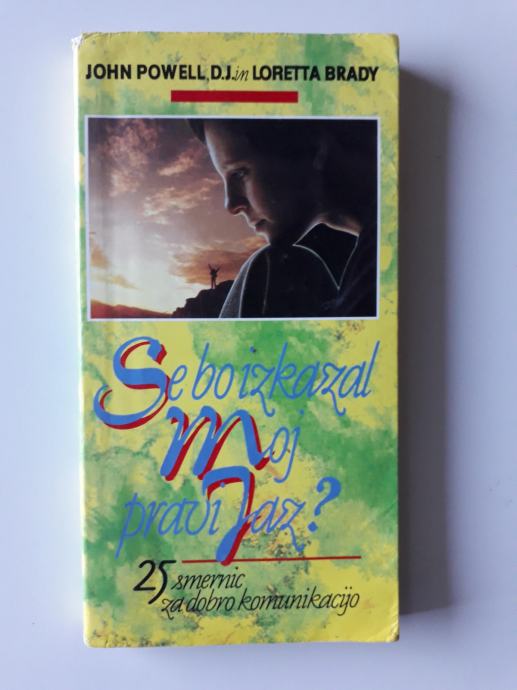 JOHN POWELL, D.J. in LORETTA BRADY
Se bo izkazal
Moj
pravi Jaz?
25 smernic
za dobro komunikacijo